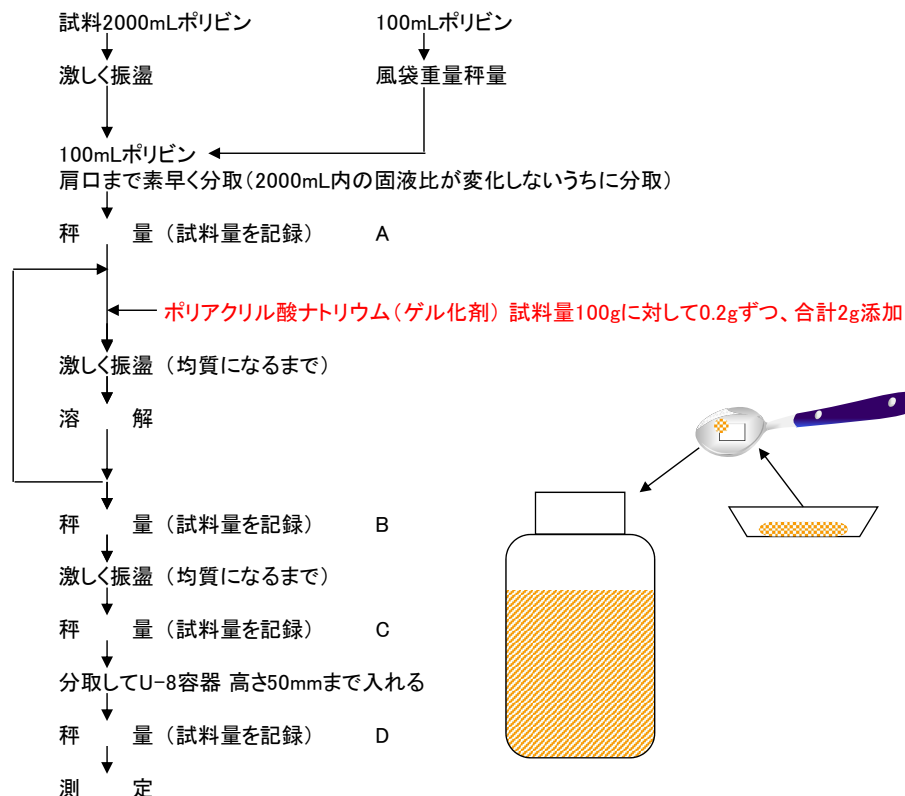 試料2000mLポリビン
100mLポリビン
激しく振盪
風袋重量秤量
100mLポリビン
肩口まで素早く分取(2000mL内の固液比が変化しないうちに分取)
秤　量(試料量を記録)　A
ポリアクリル酸ナトリウム(ゲル化剤) 試料量100gに対して0.2gずつ、合計2g添加
激しく振盪(均質になるまで)
溶　解
秤　量(試料量を記録)　B
激しく振盪(均質になるまで)
秤　量(試料量を記録)　C
分取してU-8容器 高さ50mmまで入れる
秤　量(試料量を記録)　D
測　定